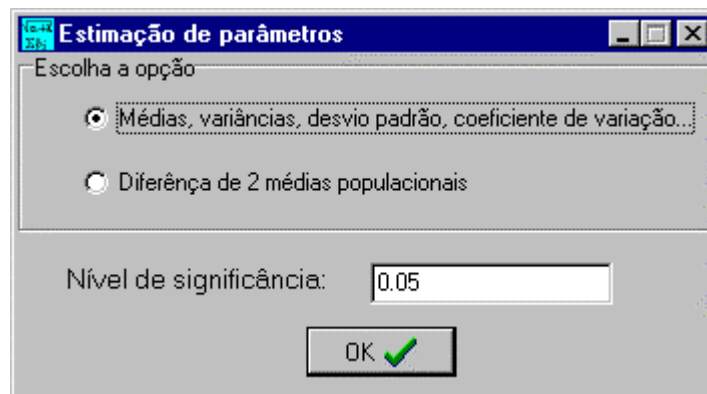 Estimação de parâmetros
Escolha a opção
Médias, variâncias, desvio padrão, coeficiente de variação...
Diferênça de 2 médias populacionais
Nível de significância:
0.05
OK